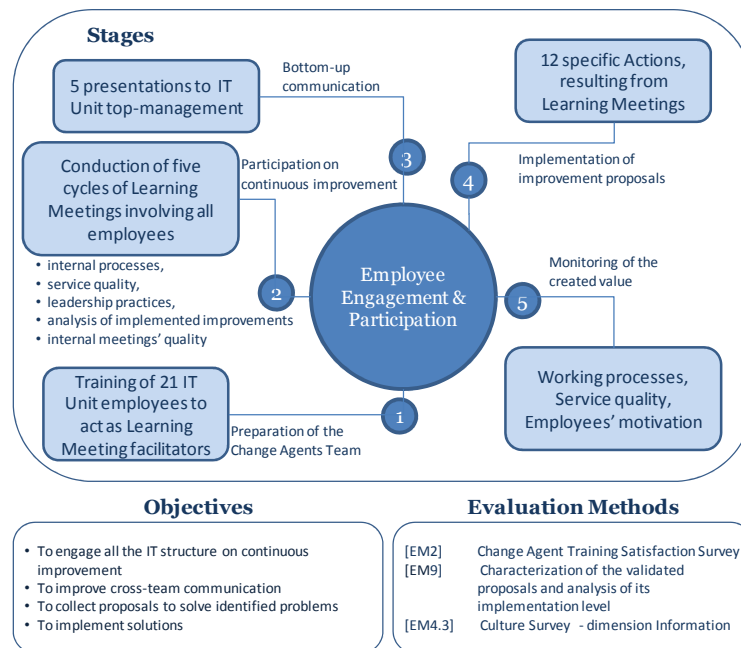 Stages
5 presentations to IT
Unit top-management
Bottom-up
communication
3
12 specific Actions,
resulting from
Learning Meetings
4
Implementation of
improvement proposals
Conduction of five
cycles of Learning
Meetings involving all
employees
Participation on
continuous improvement
• internal processes,
• service quality,
• leadership practices,
• analysis of implemented improvements
• internal meetings' quality
2
Employee
Engagement &
Participation
Monitoring of the
created value
5
Working processes,
Service quality,
Employees' motivation
Training of 21 IT
Unit employees to
act as Learning
Meeting facilitators
1
Preparation of the
Change Agents Team
Objectives
• To engage all the IT structure on continuous
improvement
• To improve cross-team communication
• To collect proposals to solve identified problems
• To implement solutions
Evaluation Methods
[EM2] Change Agent Training Satisfaction Survey
[EM9] Characterization of the validated
proposals and analysis of its
implementation level
[EM4.3] Culture Survey - dimension Information